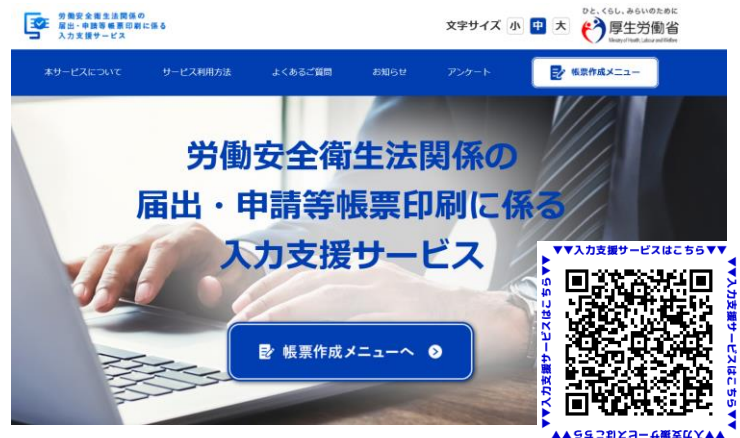 労働安全衛生法関係の
届出・申請等帳票印刷に係る
入力支援サービス
文字サイズ 小 中 大
ひと、くらし、みらいのために
厚生労働省
Ministry of Health, Labour and Welfare
本サービスについて サービス利用方法 よくあるご質問 お知らせ アンケート 帳票作成メニュー
労働安全衛生法関係の
届出・申請等帳票印刷に係る
入力支援サービス
帳票作成メニューへ
▼▼入力支援サービスはこちら▼▼
▼▼入力支援サービスはこちら▼▼
▼▼入力支援サービスはこちら▼▼
▼▼入力支援サービスはこちら▼▼